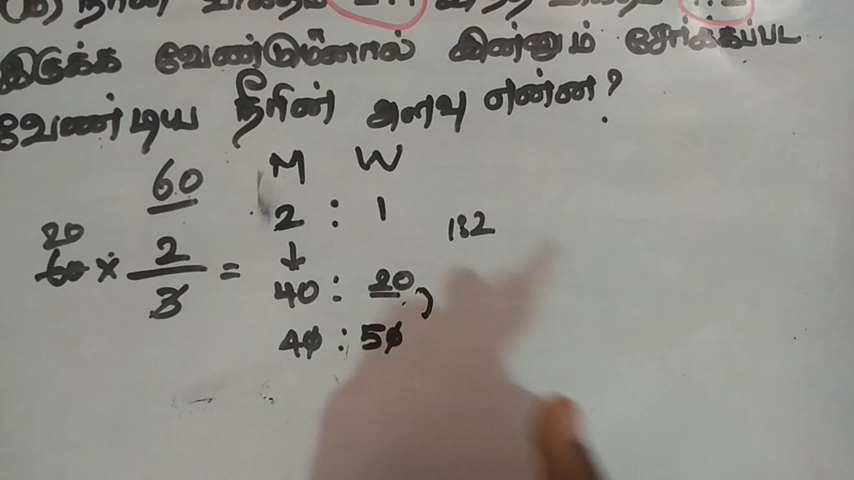 இருக்க வேண்டுமெனால் இன்னும் சேர்க்கப்பட
வேண்டிய நீரின் அளவு என்ன?
60 M W
2 : 1 1:2
20
60 × 2/3 = 40 : 20,
40 : 50